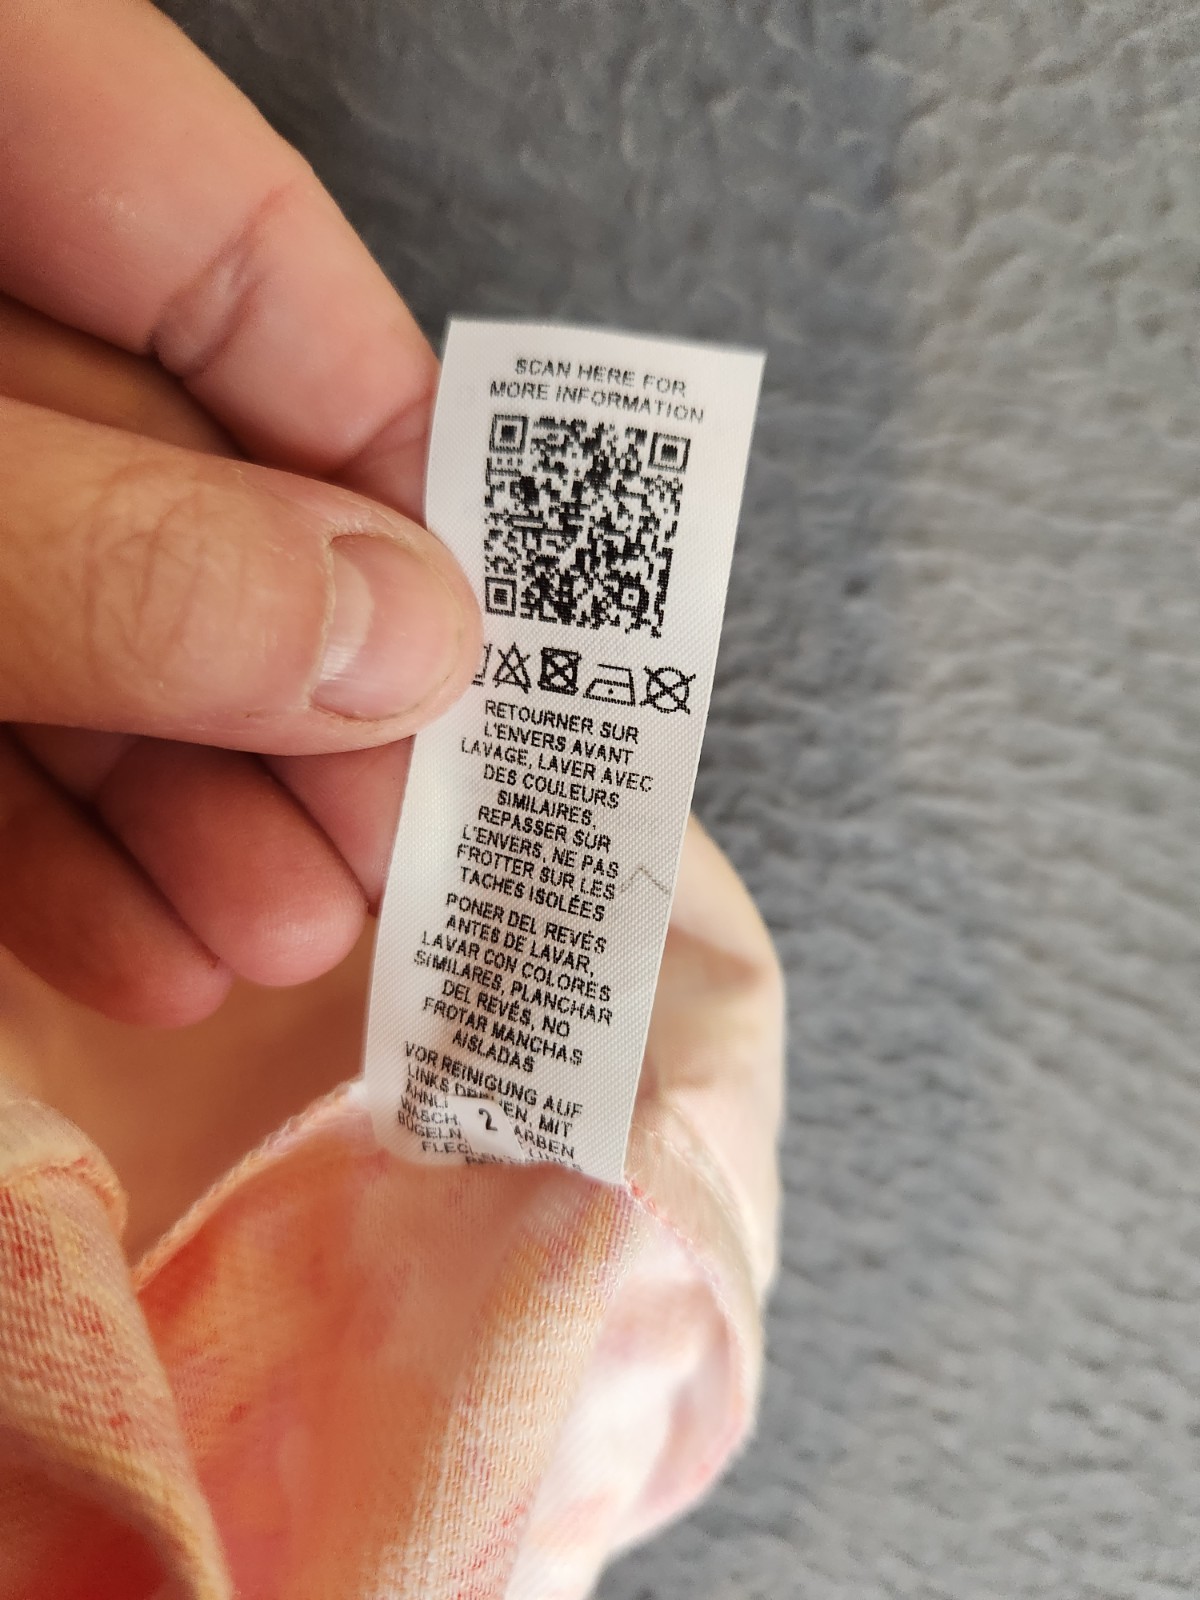 SCAN HERE FOR
MORE INFORMATION
RETOURNER SUR
L'ENVERS AVANT
LAVAGE, LAVER AVEC
DES COULEURS
SIMILAIRES,
REPASSER SUR
L'ENVERS, NE PAS
FROTTER SUR LES
TACHES ISOLÉES
PONER DEL REVÉS
ANTES DE LAVAR,
LAVAR CON COLORES
SIMILARES, PLANCHAR
DEL REVÉS, NO
FROTAR MANCHAS
AISLADAS
VOR REINIGUNG AUF
LINKS MIT
2